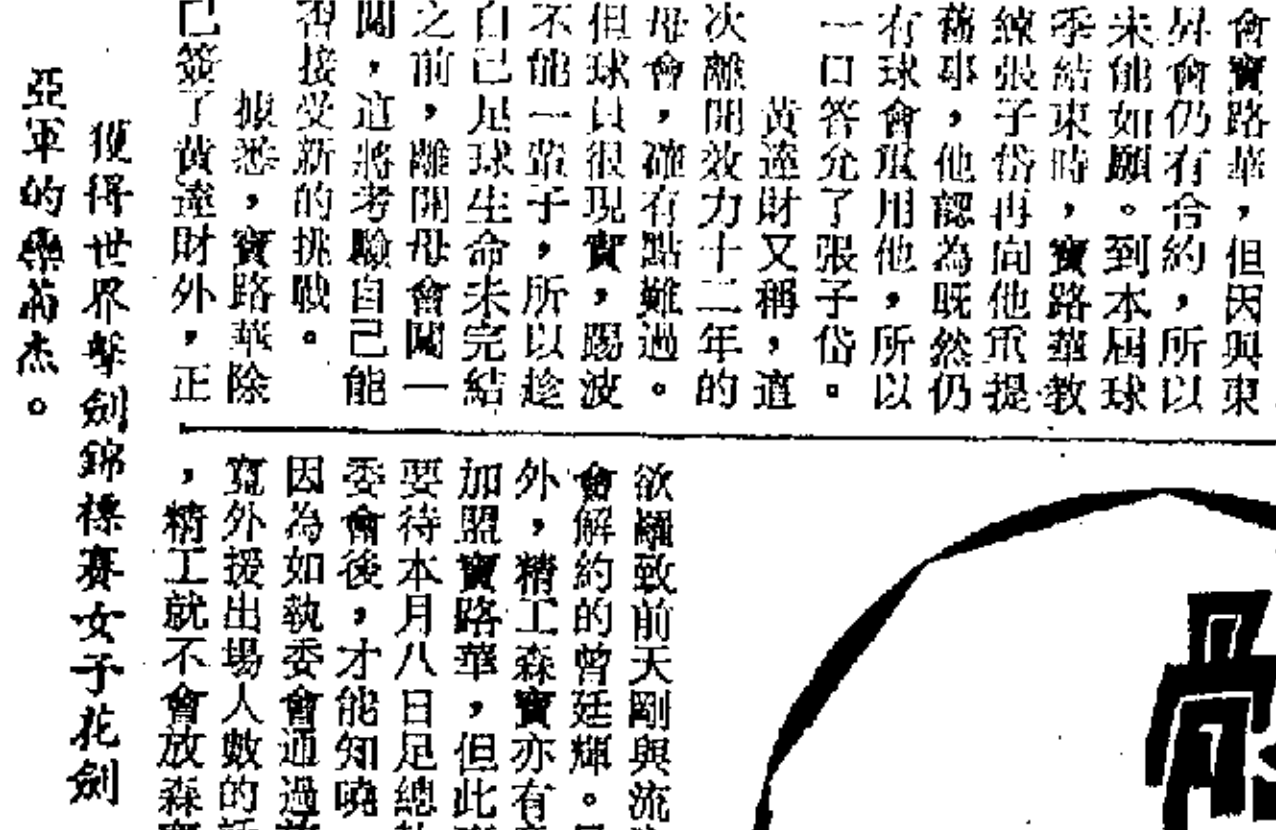 會寶路華，但因與東
昇會仍有合約，所以
未能如願。到本屆球
季結束時，寶路華教
練張子岱再向他重提
舊事，他認為既然仍
有球會重用他，所以
一口答允了張子岱。
黃達財又稱，這
次離開效力十二年的
母會，確有點難過。
但球員很現實，踢波
不能一輩子，所以趁
自己足球生命未完結
之前，離開母會闖一
闖，這將考驗自己能
否接受新的挑戰。
據悉，寶路華除
已簽了黃達財外，正
欲羅致前天剛與流
會解約的曾廷輝。
外，精工森寶亦有
加盟寶路華，但此
要待本月八日足總
委會後，才能知曉
因為如執委會通過
寬外援出場人數的
，精工就不會放森
獲得世界擊劍錦標賽女子花劍
亞軍的欒菊杰。